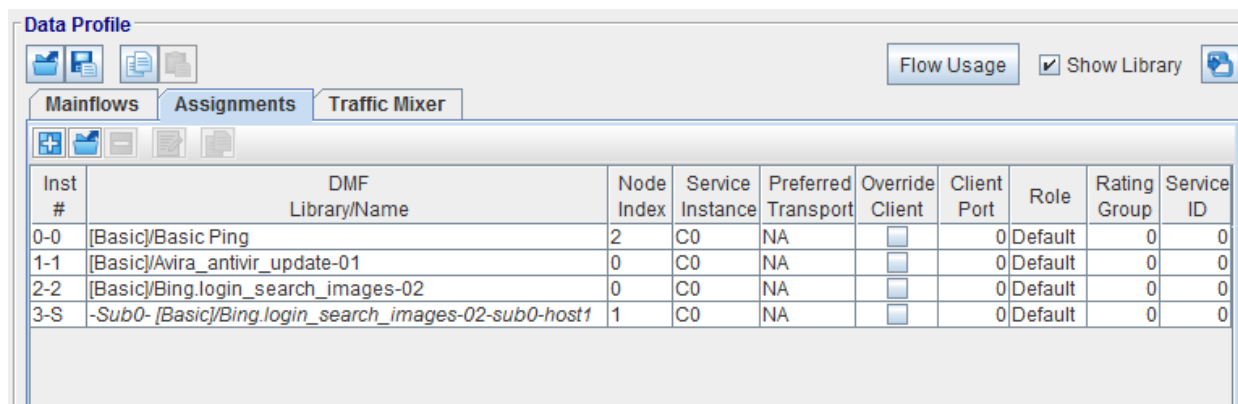 Data Profile
Flow Usage Show Library
Mainflows Assignments Traffic Mixer
Inst DMF Node Service Preferred Override Client Role Rating Service
# Library/Name Index Instance Transport Client Port Group ID
0-0 [Basic]/Basic Ping 2 C0 NA 0 Default 0 0
1-1 [Basic]/Avira_antivir_update-01 0 C0 NA 0 Default 0 0
2-2 [Basic]/Bing.login_search_images-02 0 C0 NA 0 Default 0 0
3-S -Sub0- [Basic]/Bing.login_search_images-02-sub0-host1 1 C0 NA 0 Default 0 0